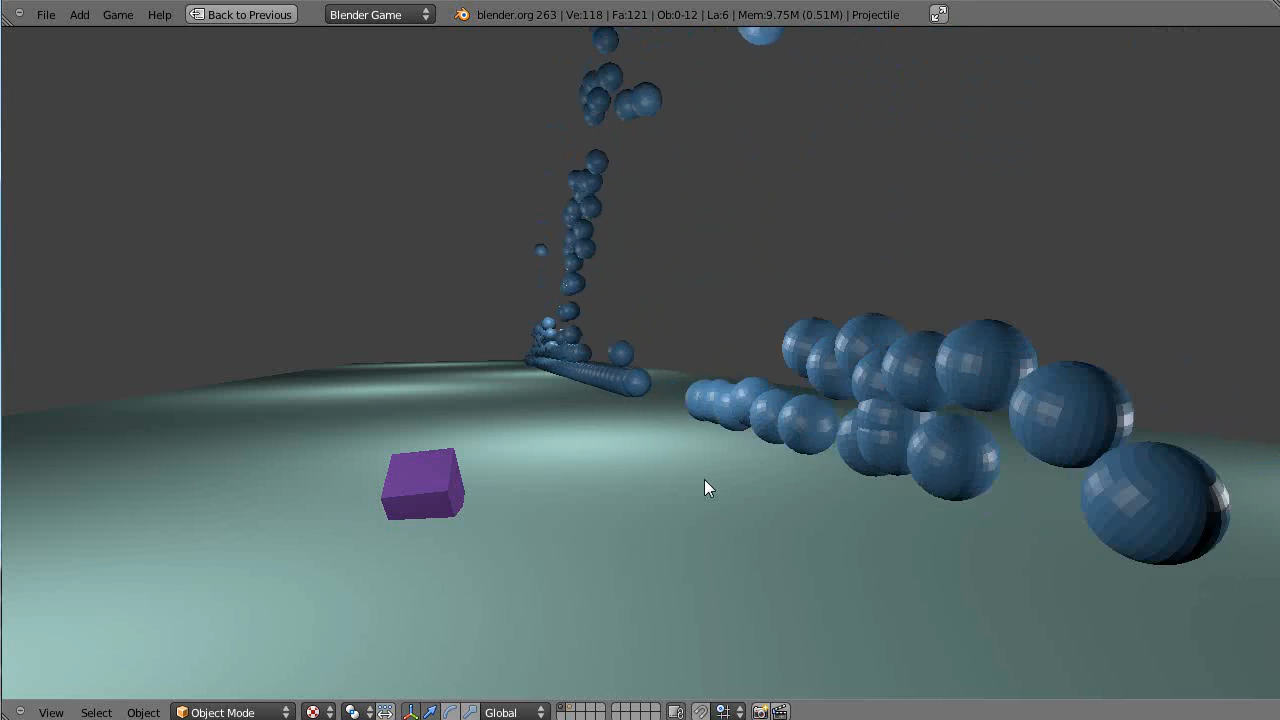 File Add Game Help Back to Previous Blender Game blender.org 263 | Ve:118 | Fa:121 | Ob:0-12 | La:6 | Mem:9.75M (0.51M) | Projectile
View Select Object Object Mode Global